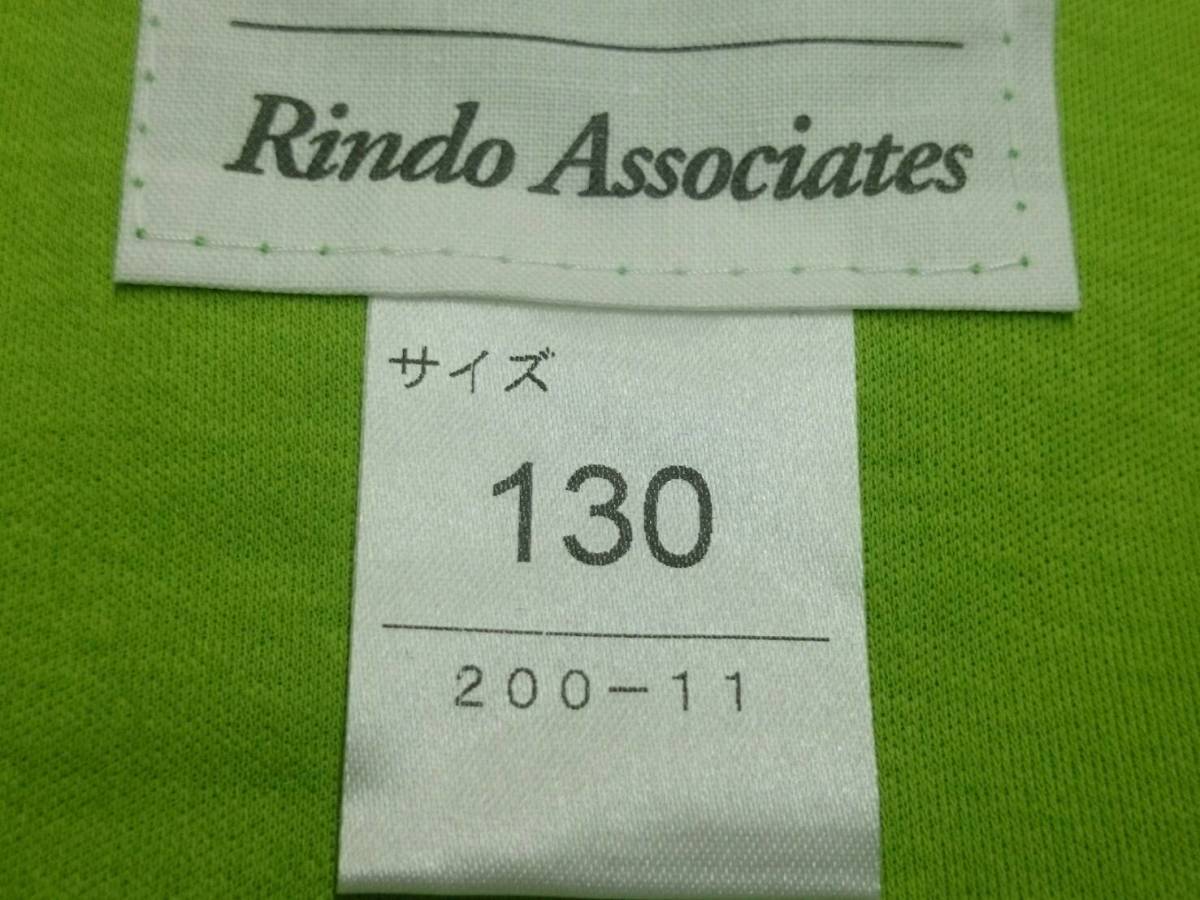 Rindo Associates
サイズ
130
200-11